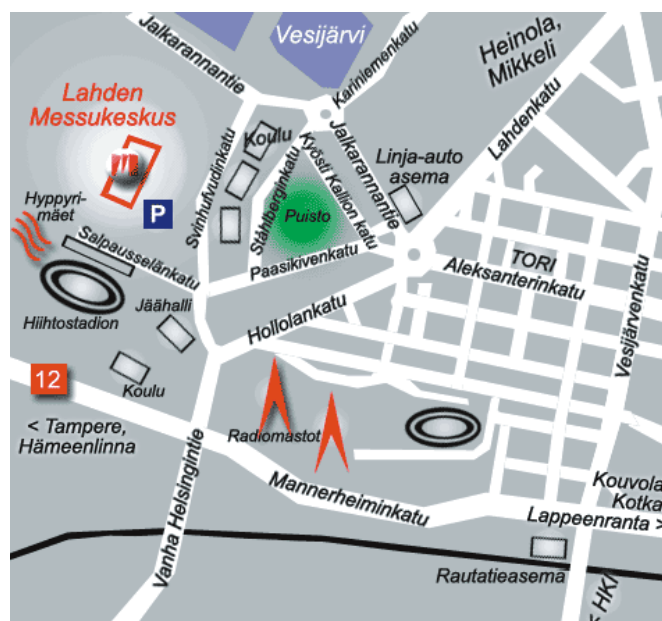 Vesijärvi
Jalkarannantie
Kariniemenkatu
Heinola,
Mikkeli
Lahden
Messukeskus
Lahdenkatu
Koulu
Kyösti Kallion katu
Jalkarannantie
Linja-auto
asema
Svinhufvudinkatu
Ståhlberginkatu
Hyppyri-
mäet
P
Puisto
Salpausselänkatu
Paasikivenkatu
TORI
Aleksanterinkatu
Vesijärvenkatu
Hiihtostadion
Jäähalli
Hollolankatu
12
Koulu
< Tampere,
Hämeenlinna
Radiomastot
Vanha Helsingintie
Mannerheiminkatu
Kouvola
Kotka
Lappeenranta >
Rautatieasema
< HKI